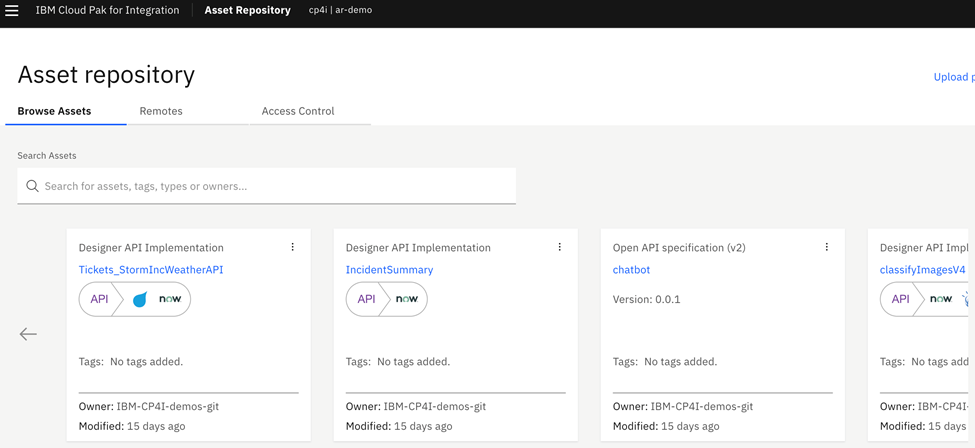 IBM Cloud Pak for Integration Asset Repository cp4i | ar-demo
Asset repository
Upload p
Browse Assets Remotes Access Control
Search Assets
Search for assets, tags, types or owners...
Designer API Implementation
Tickets_StormIncWeatherAPI
API now
Tags: No tags added.
Owner: IBM-CP4I-demos-git
Modified: 15 days ago
Designer API Implementation
IncidentSummary
API now
Tags: No tags added.
Owner: IBM-CP4I-demos-git
Modified: 15 days ago
Open API specification (v2)
chatbot
Version: 0.0.1
Tags: No tags added.
Owner: IBM-CP4I-demos-git
Modified: 15 days ago
Designer API Impl
classifyImagesV4
API now
Tags: No tags add
Owner: IBM-CP4I-
Modified: 15 days